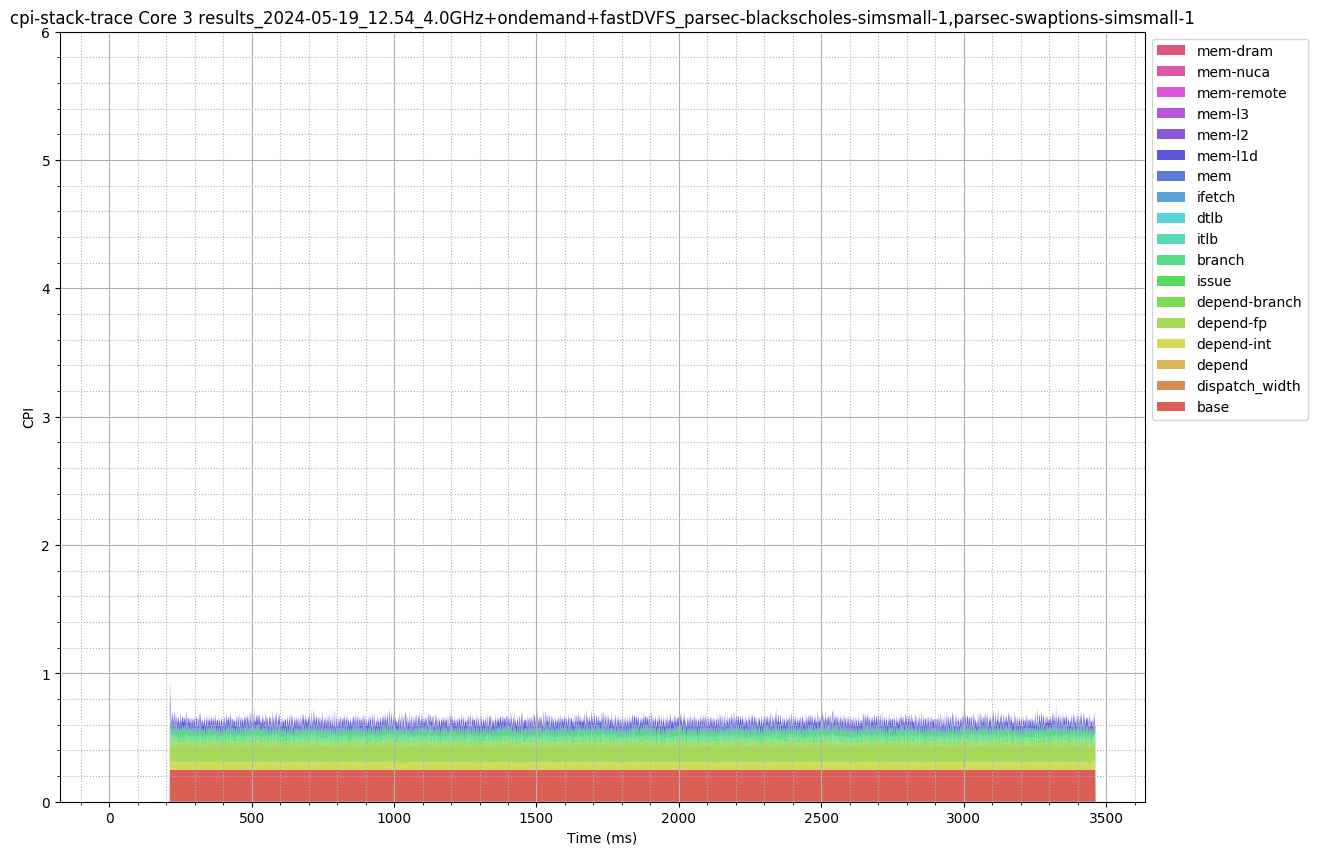 cpi-stack-trace Core 3 results_2024-05-19_12.54_4.0GHz+ondemand+fastDVFS_parsec-blackscholes-simsmall-1,parsec-swaptions-simsmall-1
6
5
4
3
2
1
0
CPI
0 500 1000 1500 2000 2500 3000 3500
Time (ms)
mem-dram
mem-nuca
mem-remote
mem-l3
mem-l2
mem-l1d
mem
ifetch
dtlb
itlb
branch
issue
depend-branch
depend-fp
depend-int
depend
dispatch_width
base